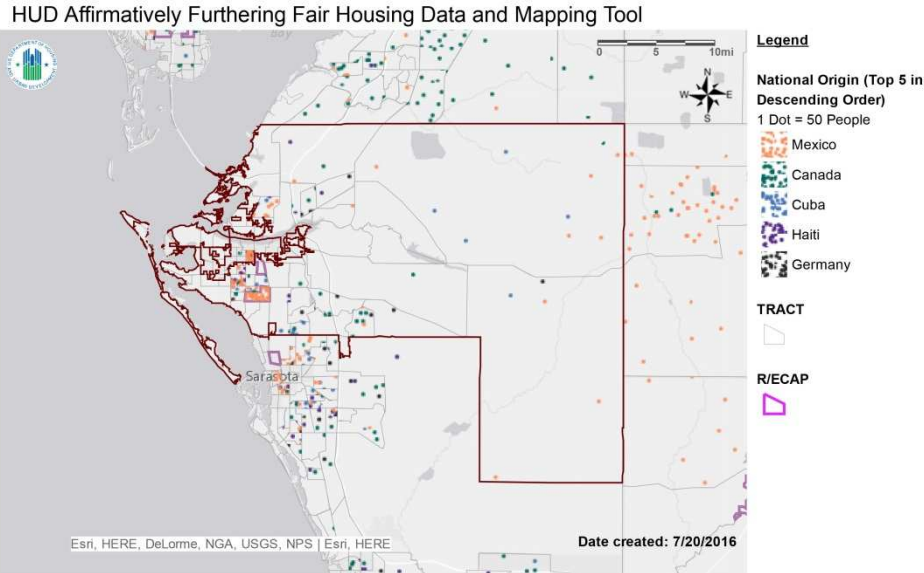 HUD Affirmatively Furthering Fair Housing Data and Mapping Tool
Bay
0 5 10mi
N
W E
S
Sarasota
Esri, HERE, DeLorme, NGA, USGS, NPS | Esri, HERE
Date created: 7/20/2016
Legend
National Origin (Top 5 in
Descending Order)
1 Dot = 50 People
Mexico
Canada
Cuba
Haiti
Germany
TRACT
R/ECAP